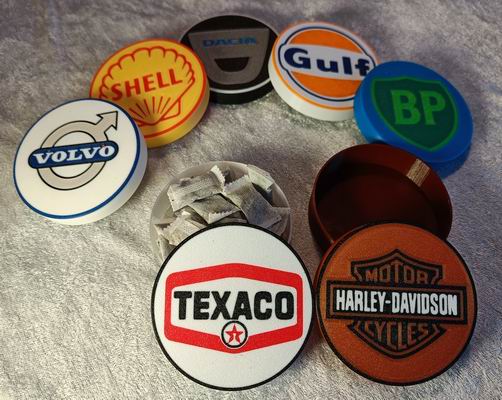 VOLVO
SHELL
DACIA
Gulf
BP
TEXACO
T
MOTOR
HARLEY-DAVIDSON
CYCLES